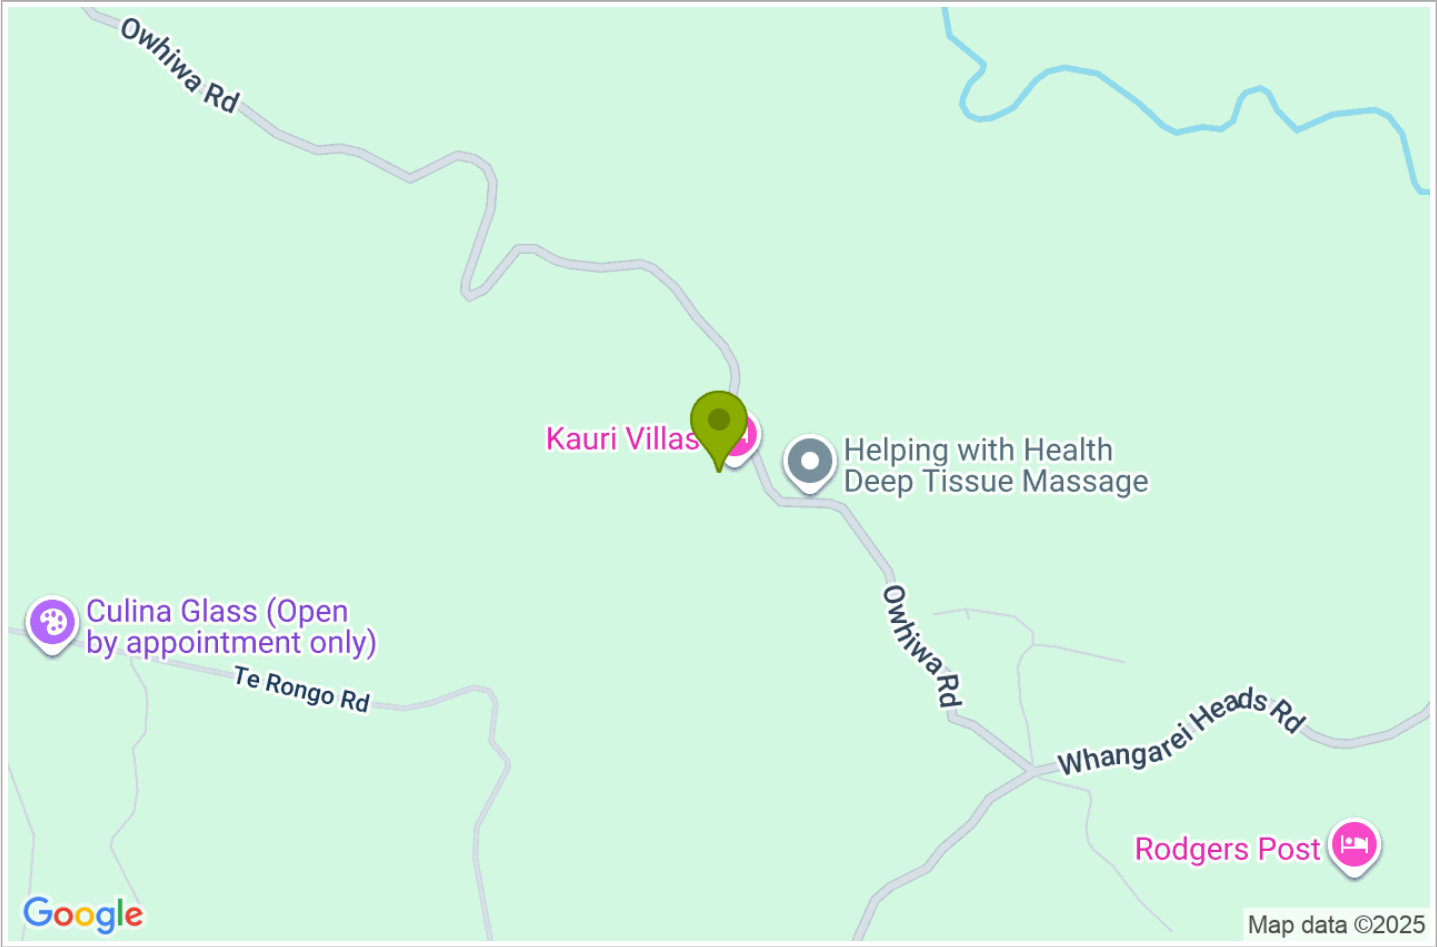 Owhiwa Rd
Kauri Villas
Helping with Health
Deep Tissue Massage
Culina Glass (Open
by appointment only)
Te Rongo Rd
Owhiwa Rd
Whangarei Heads Rd
Rodgers Post
Google
Map data ©2025